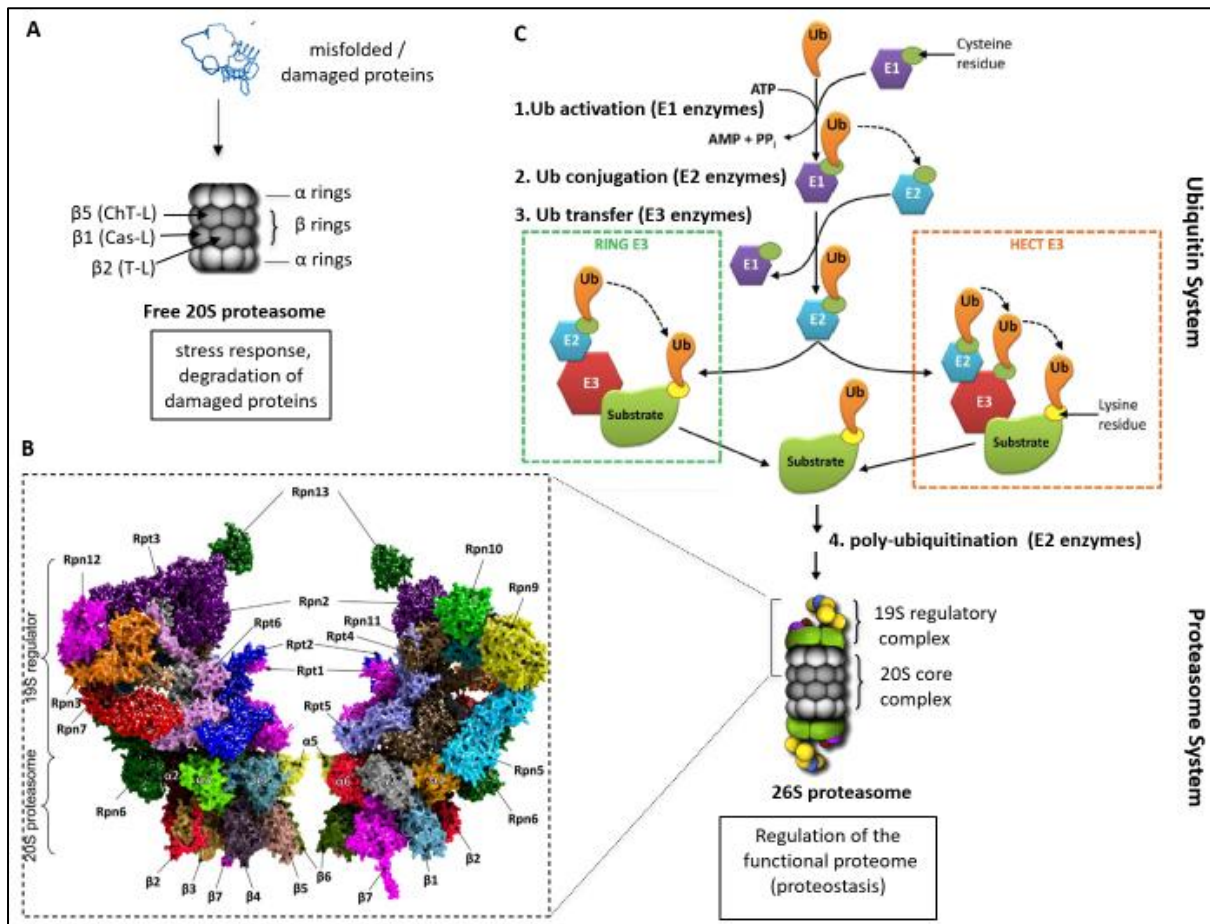 A
misfolded /
damaged proteins
α rings
β5 (ChT-L)
β rings
β1 (Cas-L)
β2 (T-L)
α rings
Free 20S proteasome
stress response,
degradation of
damaged proteins
C
Ub
Cysteine
residue
E1
ATP
1.Ub activation (E1 enzymes)
AMP + PPi
Ub
E1
E2
2. Ub conjugation (E2 enzymes)
3. Ub transfer (E3 enzymes)
RING E3
Ub
E2
E3
Ub
Substrate
E1
Ub
E2
HECT E3
Ub
Ub
E2
Ub
E3
Lysine
residue
Substrate
Ub
Substrate
4. poly-ubiquitination (E2 enzymes)
19S regulatory
complex
20S core
complex
26S proteasome
Regulation of the
functional proteome
(proteostasis)
Ubiquitin System
Proteasome System
B
Rpn13
Rpt3
Rpn12
Rpn10
Rpn9
Rpn2
Rpn11
Rpt6
Rpt4
Rpt2
Rpt1
Rpn3
Rpn7
Rpt5
α5
α2
α6
Rpn5
Rpn6
Rpn6
19S regulator
20S proteasome
β2
β3
β7
β4
β5
β6
β7
β1
β2